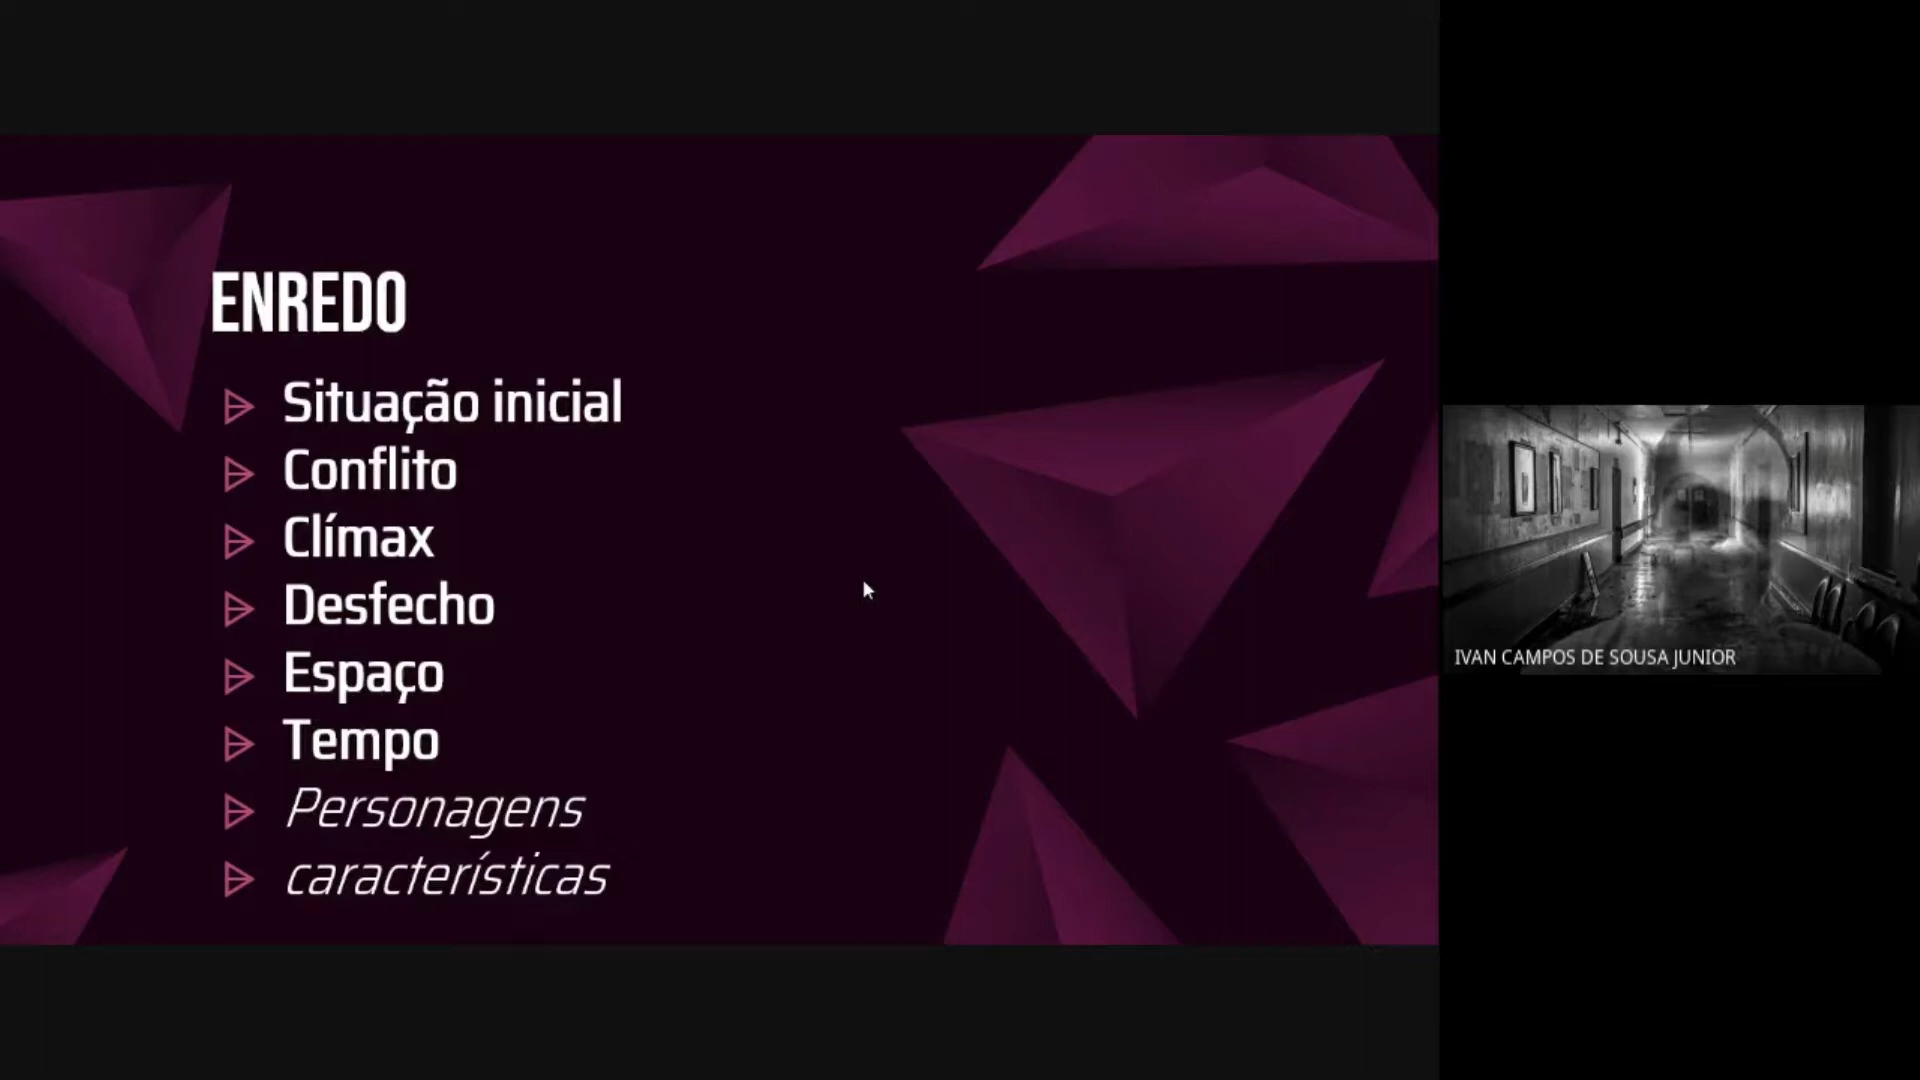 ENREDO
Situação inicial
Conflito
Clímax
Desfecho
Espaço
Tempo
Personagens
características
IVAN CAMPOS DE SOUSA JUNIOR